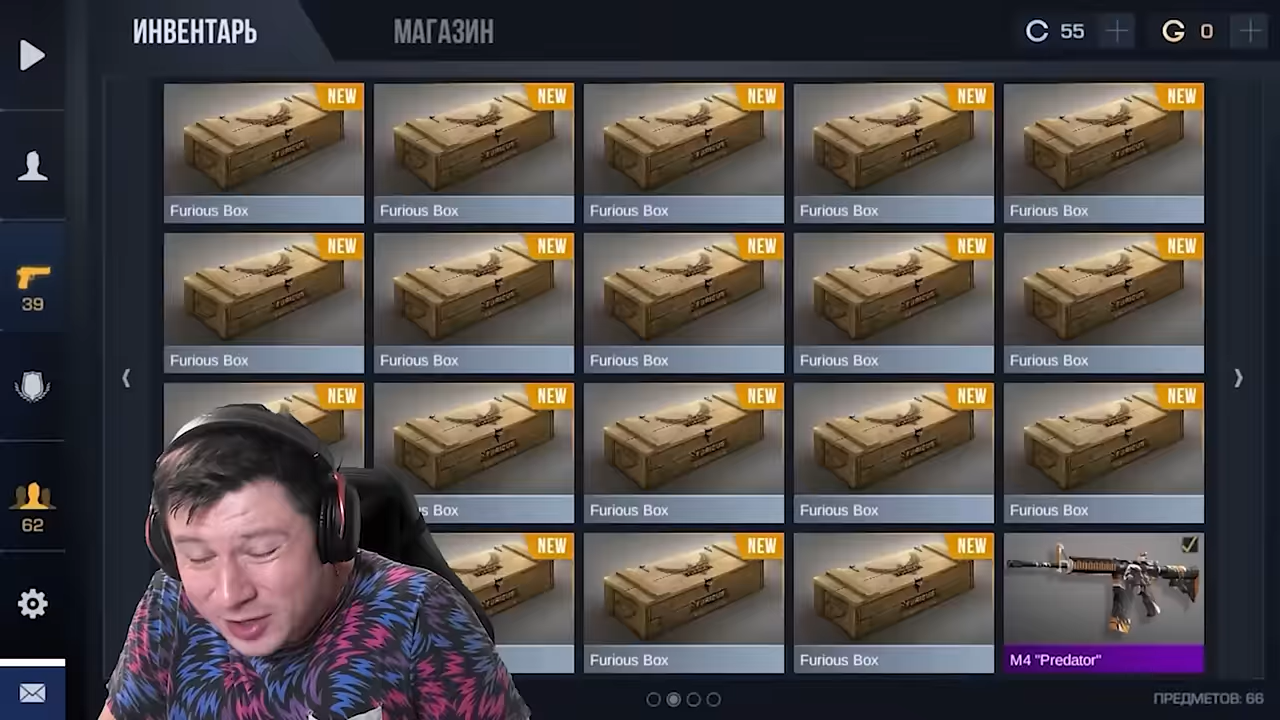 ИНВЕНТАРЬ
МАГАЗИН
C 55
G 0
NEW NEW NEW NEW NEW
Furious Box Furious Box Furious Box Furious Box Furious Box
39
NEW NEW NEW NEW NEW
Furious Box Furious Box Furious Box Furious Box Furious Box
NEW NEW NEW NEW NEW
Box Furious Box Furious Box Furious Box
62
NEW NEW NEW
Furious Box Furious Box M4 "Predator"
ПРЕДМЕТОВ: 66